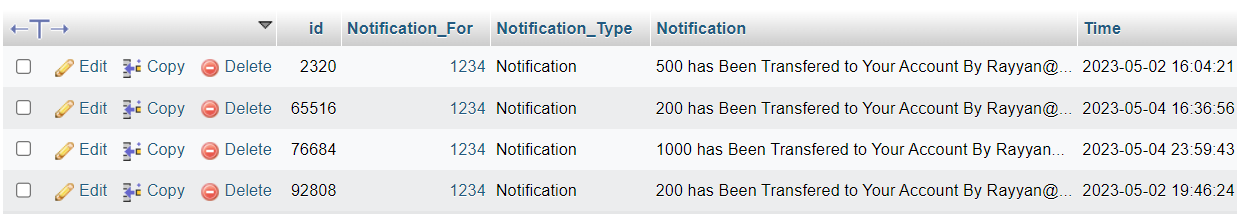 ←T→ id Notification_For Notification_Type Notification Time
Edit Copy Delete 2320 1234 Notification 500 has Been Transfered to Your Account By Rayyan@... 2023-05-02 16:04:21
Edit Copy Delete 65516 1234 Notification 200 has Been Transfered to Your Account By Rayyan@... 2023-05-04 16:36:56
Edit Copy Delete 76684 1234 Notification 1000 has Been Transfered to Your Account By Rayyan... 2023-05-04 23:59:43
Edit Copy Delete 92808 1234 Notification 200 has Been Transfered to Your Account By Rayyan@... 2023-05-02 19:46:24